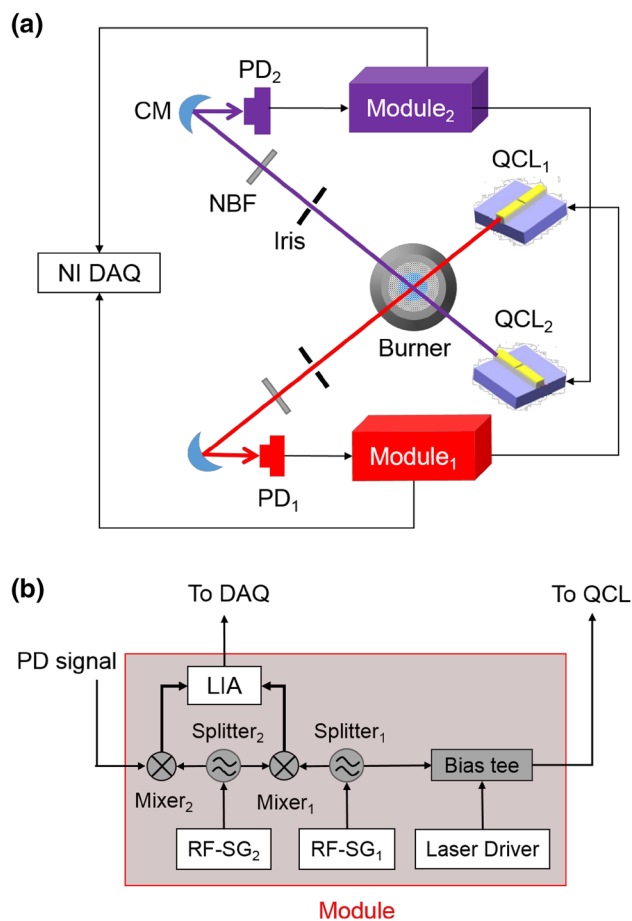 (a)
PD₂
Module₂
CM
QCL₁
NBF
Iris
NI DAQ
QCL₂
Burner
Module₁
PD₁
(b)
To DAQ
To QCL
PD signal
LIA
Splitter₂
Splitter₁
Bias tee
Mixer₂
Mixer₁
RF-SG₂
RF-SG₁
Laser Driver
Module